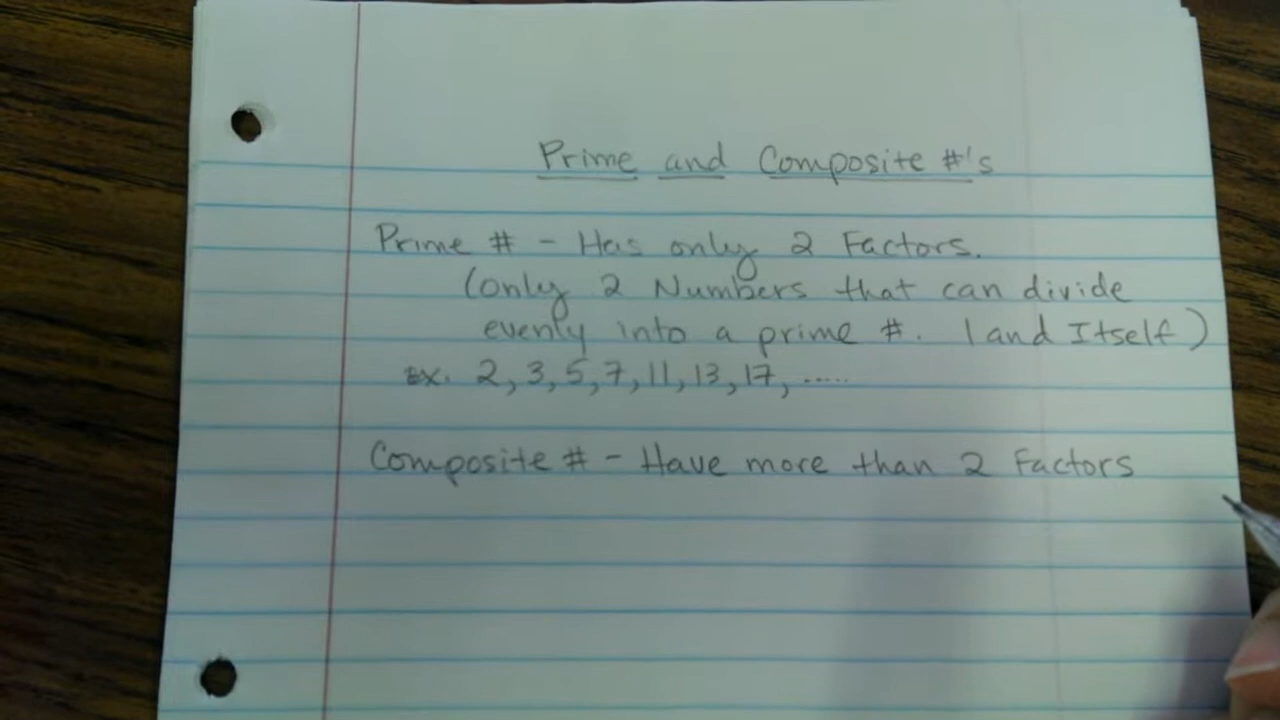 Prime and Composite #'s
Prime # - Has only 2 Factors.
(only 2 Numbers that can divide
evenly into a prime #. 1 and Itself)
Ex. 2, 3, 5, 7, 11, 13, 17, .....
Composite # - Have more than 2 Factors